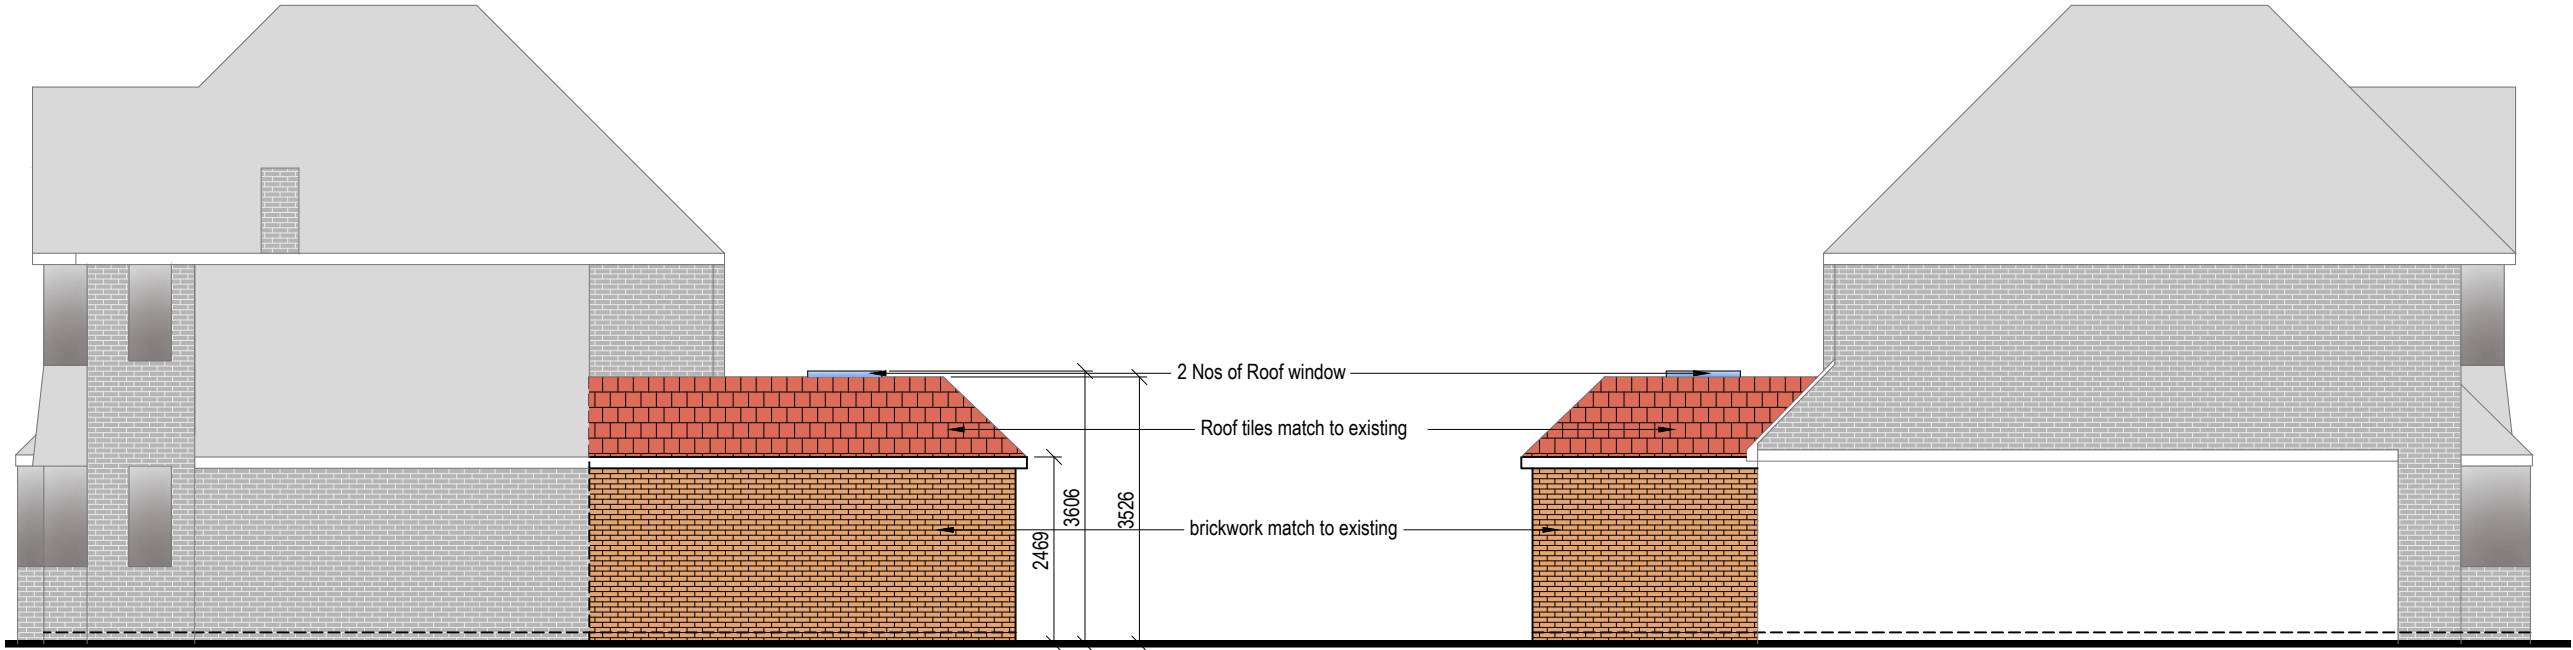 2 Nos of Roof window
Roof tiles match to existing
brickwork match to existing
2469
3606
3526